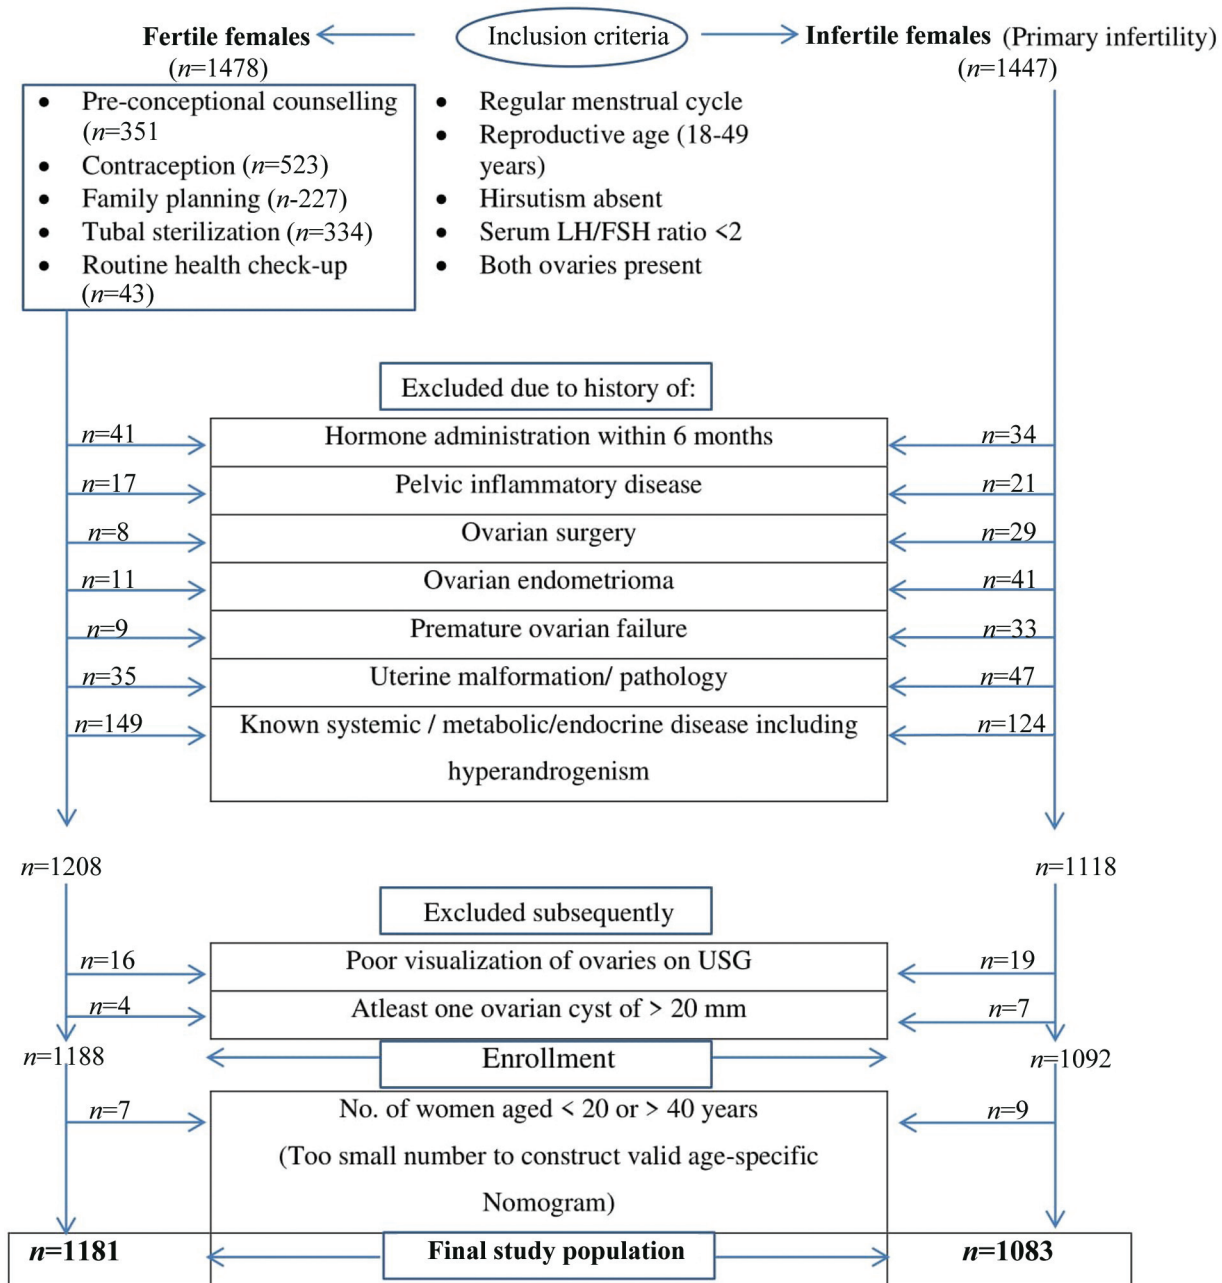 Fertile females
(n=1478)
Inclusion criteria
Infertile females (Primary infertility)
(n=1447)
• Pre-conceptional counselling
(n=351
• Contraception (n=523)
• Family planning (n-227)
• Tubal sterilization (n=334)
• Routine health check-up
(n=43)
• Regular menstrual cycle
• Reproductive age (18-49
years)
• Hirsutism absent
• Serum LH/FSH ratio <2
• Both ovaries present
Excluded due to history of:
n=41 Hormone administration within 6 months n=34
n=17 Pelvic inflammatory disease n=21
n=8 Ovarian surgery n=29
n=11 Ovarian endometrioma n=41
n=9 Premature ovarian failure n=33
n=35 Uterine malformation/ pathology n=47
n=149 Known systemic / metabolic/endocrine disease including n=124
hyperandrogenism
n=1208 n=1118
Excluded subsequently
n=16 Poor visualization of ovaries on USG n=19
n=4 Atleast one ovarian cyst of > 20 mm n=7
n=1188 Enrollment n=1092
n=7 No. of women aged < 20 or > 40 years n=9
(Too small number to construct valid age-specific
Nomogram)
n=1181 Final study population n=1083